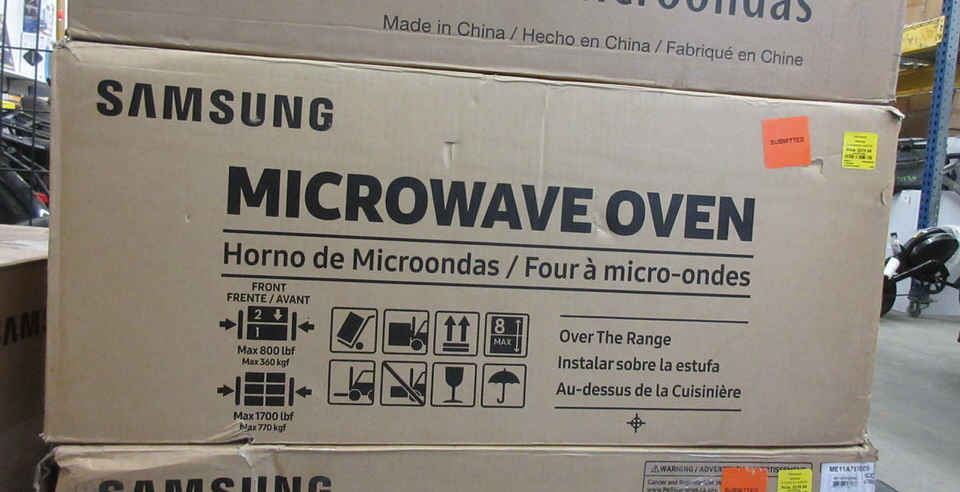 Made in China / Hecho en China / Fabriqué en Chine
SAMSUNG
SUBMITTED
MICROWAVE OVEN
Horno de Microondas / Four à micro-ondes
FRONT
FRENTE / AVANT
2
1
Max 800 lbf
Max 360 kgf
8
MAX
Max 1700 lbf
Max 770 kgf
Over The Range
Instalar sobre la estufa
Au-dessus de la Cuisinière
SAMSUNG
WARNING
SUBMITTED